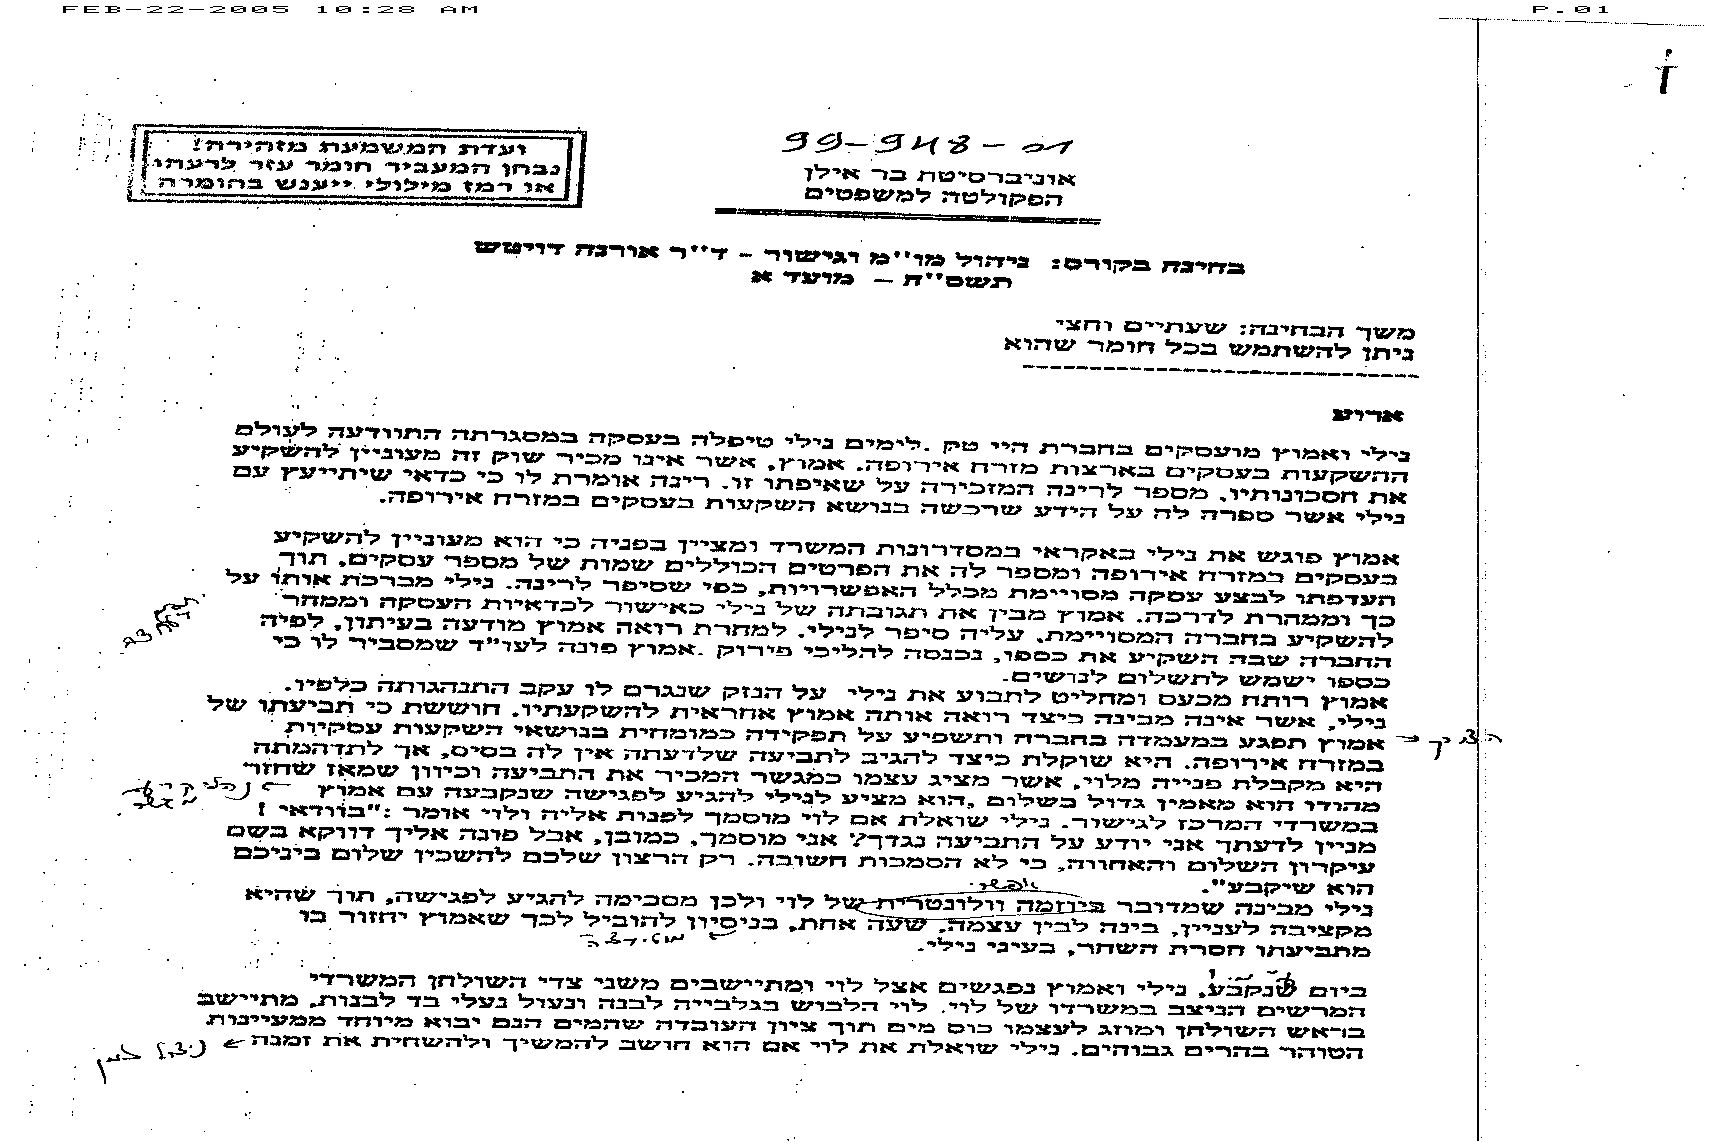 FEB-22-2005 10:28 AM P.01
ועדת המשמעת מזהירה!
נבחן המעביר חומר עזר לרעהו
או רמז מילולי ייענש בחומרה
99-948-01
אוניברסיטת בר אילן
הפקולטה למשפטים
בחינה בקורס: ניהול מו״מ וגישור - ד״ר אורנה דויטש
תשס״ח – מועד א
משך הבחינה: שעתיים וחצי
ניתן להשתמש בכל חומר שהוא
ארוע
נילי ואמוץ מועסקים בחברת היי טק .לימים נילי טיפלה בעסקה במסגרתה התוודעה לעולם
ההשקעות בעסקים בארצות מזרח אירופה. אמוץ, אשר אינו מכיר שוק זה מעוניין להשקיע
את חסכונותיו, מספר לרינה המזכירה על שאיפתו זו. רינה אומרת לו כי כדאי שיתייעץ עם
נילי אשר ספרה לה על הידע שרכשה בנושא השקעות בעסקים במזרח אירופה.
אמוץ פוגש את נילי באקראי במסדרונות המשרד ומציין בפניה כי הוא מעוניין להשקיע
בעסקים במזרח אירופה ומספר לה את הפרטים הכוללים שמות של מספר עסקים, תוך
העדפתו לבצע עסקה מסויימת מכלל האפשרויות, כפי שסיפר לרינה. נילי מברכת אותו על
כך וממהרת לדרכה. אמוץ מבין את תגובתה של נילי כאישור לכדאיות העסקה וממהר
להשקיע בחברה המסויימת, עליה סיפר לנילי. למחרת רואה אמוץ מודעה בעיתון, לפיה
החברה שבה השקיע את כספו, נכנסה להליכי פירוק .אמוץ פונה לעו״ד שמסביר לו כי
כספו ישמש לתשלום לנושים.
אמוץ רותח מכעס ומחליט לתבוע את נילי על הנזק שנגרם לו עקב התנהגותה כלפיו.
נילי, אשר אינה מבינה כיצד רואה אותה אמוץ אחראית להשקעתיו, חוששת כי תביעתו של
אמוץ תפגע במעמדה בחברה ותשפיע על תפקידה כמומחית בנושאי השקעות עסקיות
במזרח אירופה. היא שוקלת כיצד להגיב לתביעה שלדעתה אין לה בסיס, אך לתדהמתה
היא מקבלת פנייה מלוי, אשר מציג עצמו כמגשר המכיר את התביעה וכיוון שמאז שחזר
מהודו הוא מאמין גדול בשלום ,הוא מציע לנילי להגיע לפגישה שנקבעה עם אמוץ
במשרדי המרכז לגישור. נילי שואלת אם לוי מוסמך לפנות אליה ולוי אומר :"בוודאי !
מניין לדעתך אני יודע על התביעה נגדך? אני מוסמך, כמובן, אבל פונה אליך דווקא בשם
עיקרון השלום והאחווה, כי לא הסמכות חשובה. רק הרצון שלכם להשכין שלום ביניכם
הוא שיקבע".
נילי מבינה שמדובר ביוזמה וולונטרית של לוי ולכן מסכימה להגיע לפגישה, תוך שהיא
מקציבה לעניין, בינה לבין עצמה, שעה אחת, בניסיון להוביל לכך שאמוץ יחזור בו
מתביעתו חסרת השחר, בעיני נילי.
ביום שנקבע, נילי ואמוץ נפגשים אצל לוי ומתיישבים משני צדי השולחן המשרדי
המרשים הניצב במשרדו של לוי. לוי הלבוש בגלבייה לבנה ונעול נעלי בד לבנות, מתיישב
בראש השולחן ומוזג לעצמו כוס מים תוך ציון העובדה שהמים הנם יבוא מיוחד ממעיינות
הטוהר בהרים גבוהים. נילי שואלת את לוי אם הוא חושב להמשיך ולהשחית את זמנה